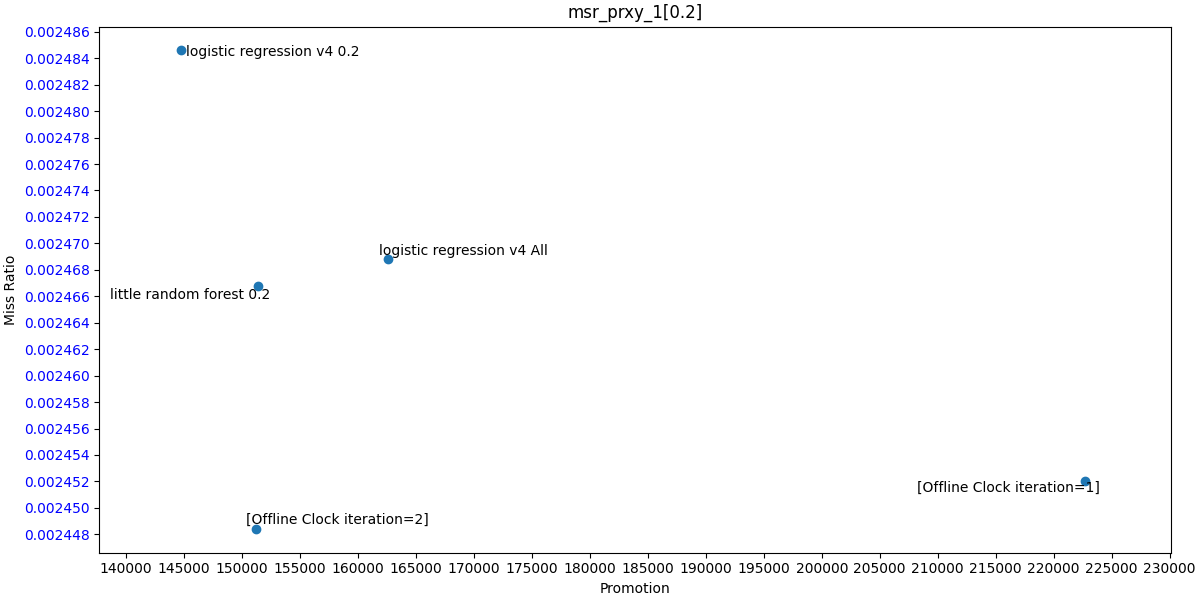 msr_prxy_1[0.2]
0.002486
0.002484
0.002482
0.002480
0.002478
0.002476
0.002474
0.002472
0.002470
0.002468
0.002466
0.002464
0.002462
0.002460
0.002458
0.002456
0.002454
0.002452
0.002450
0.002448
Miss Ratio
logistic regression v4 0.2
logistic regression v4 All
little random forest 0.2
[Offline Clock iteration=1]
[Offline Clock iteration=2]
140000 145000 150000 155000 160000 165000 170000 175000 180000 185000 190000 195000 200000 205000 210000 215000 220000 225000 230000
Promotion